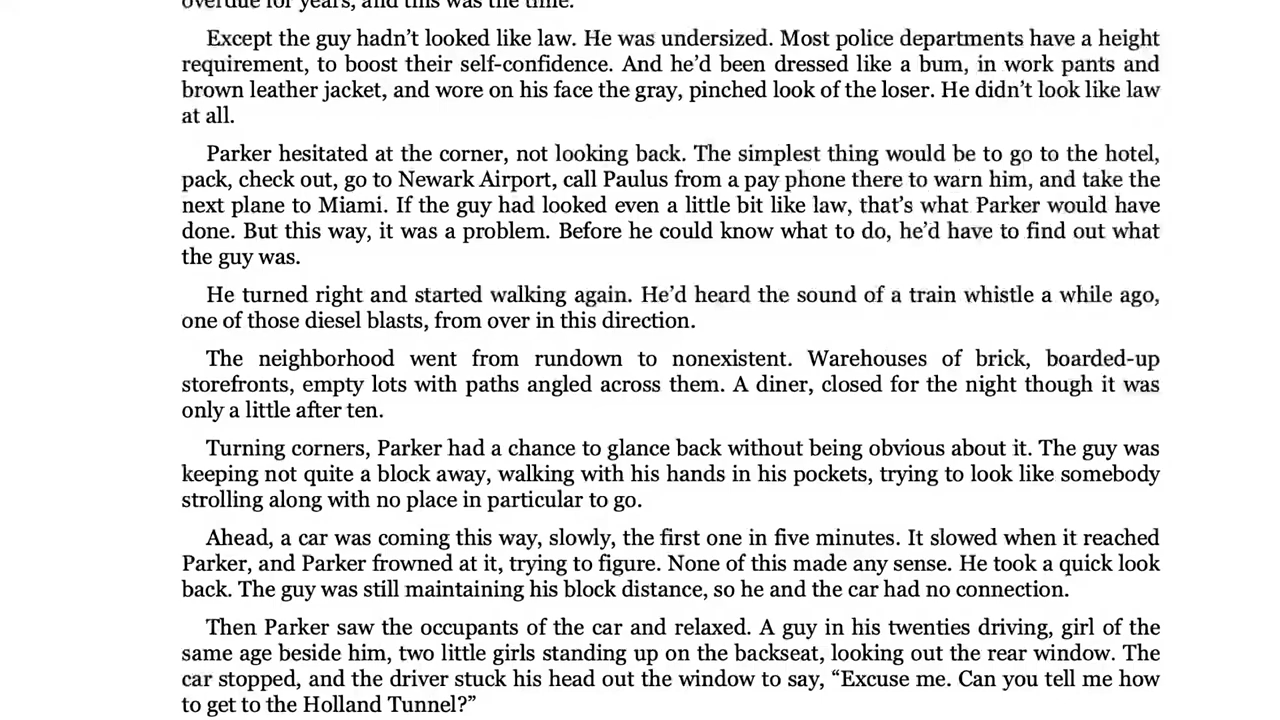 overdue for years, and this was the time.
Except the guy hadn’t looked like law. He was undersized. Most police departments have a height
requirement, to boost their self-confidence. And he’d been dressed like a bum, in work pants and
brown leather jacket, and wore on his face the gray, pinched look of the loser. He didn’t look like law
at all.
Parker hesitated at the corner, not looking back. The simplest thing would be to go to the hotel,
pack, check out, go to Newark Airport, call Paulus from a pay phone there to warn him, and take the
next plane to Miami. If the guy had looked even a little bit like law, that’s what Parker would have
done. But this way, it was a problem. Before he could know what to do, he’d have to find out what
the guy was.
He turned right and started walking again. He’d heard the sound of a train whistle a while ago,
one of those diesel blasts, from over in this direction.
The neighborhood went from rundown to nonexistent. Warehouses of brick, boarded-up
storefronts, empty lots with paths angled across them. A diner, closed for the night though it was
only a little after ten.
Turning corners, Parker had a chance to glance back without being obvious about it. The guy was
keeping not quite a block away, walking with his hands in his pockets, trying to look like somebody
strolling along with no place in particular to go.
Ahead, a car was coming this way, slowly, the first one in five minutes. It slowed when it reached
Parker, and Parker frowned at it, trying to figure. None of this made any sense. He took a quick look
back. The guy was still maintaining his block distance, so he and the car had no connection.
Then Parker saw the occupants of the car and relaxed. A guy in his twenties driving, girl of the
same age beside him, two little girls standing up on the backseat, looking out the rear window. The
car stopped, and the driver stuck his head out the window to say, “Excuse me. Can you tell me how
to get to the Holland Tunnel?”